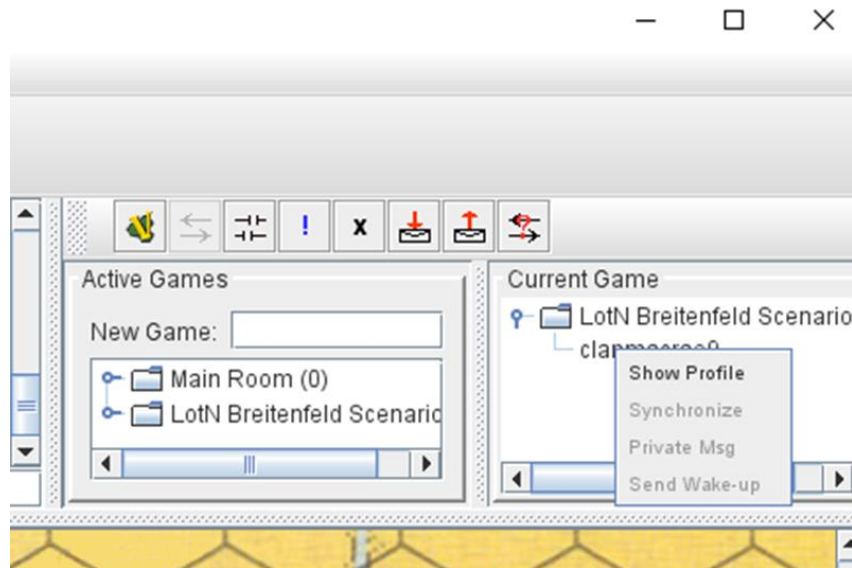 Active Games
New Game:
Main Room (0)
LotN Breitenfeld Scenario
Current Game
LotN Breitenfeld Scenario
Show Profile
Synchronize
Private Msg
Send Wake-up